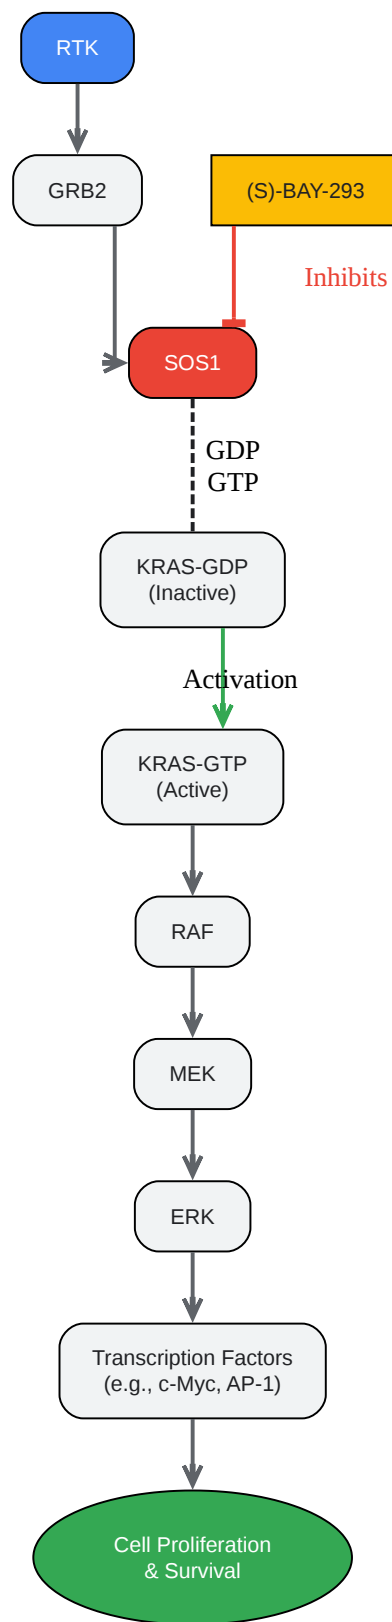 RTK
GRB2
(S)-BAY-293
Inhibits
SOS1
GDP
GTP
KRAS-GDP
(Inactive)
Activation
KRAS-GTP
(Active)
RAF
MEK
ERK
Transcription Factors
(e.g., c-Myc, AP-1)
Cell Proliferation
& Survival